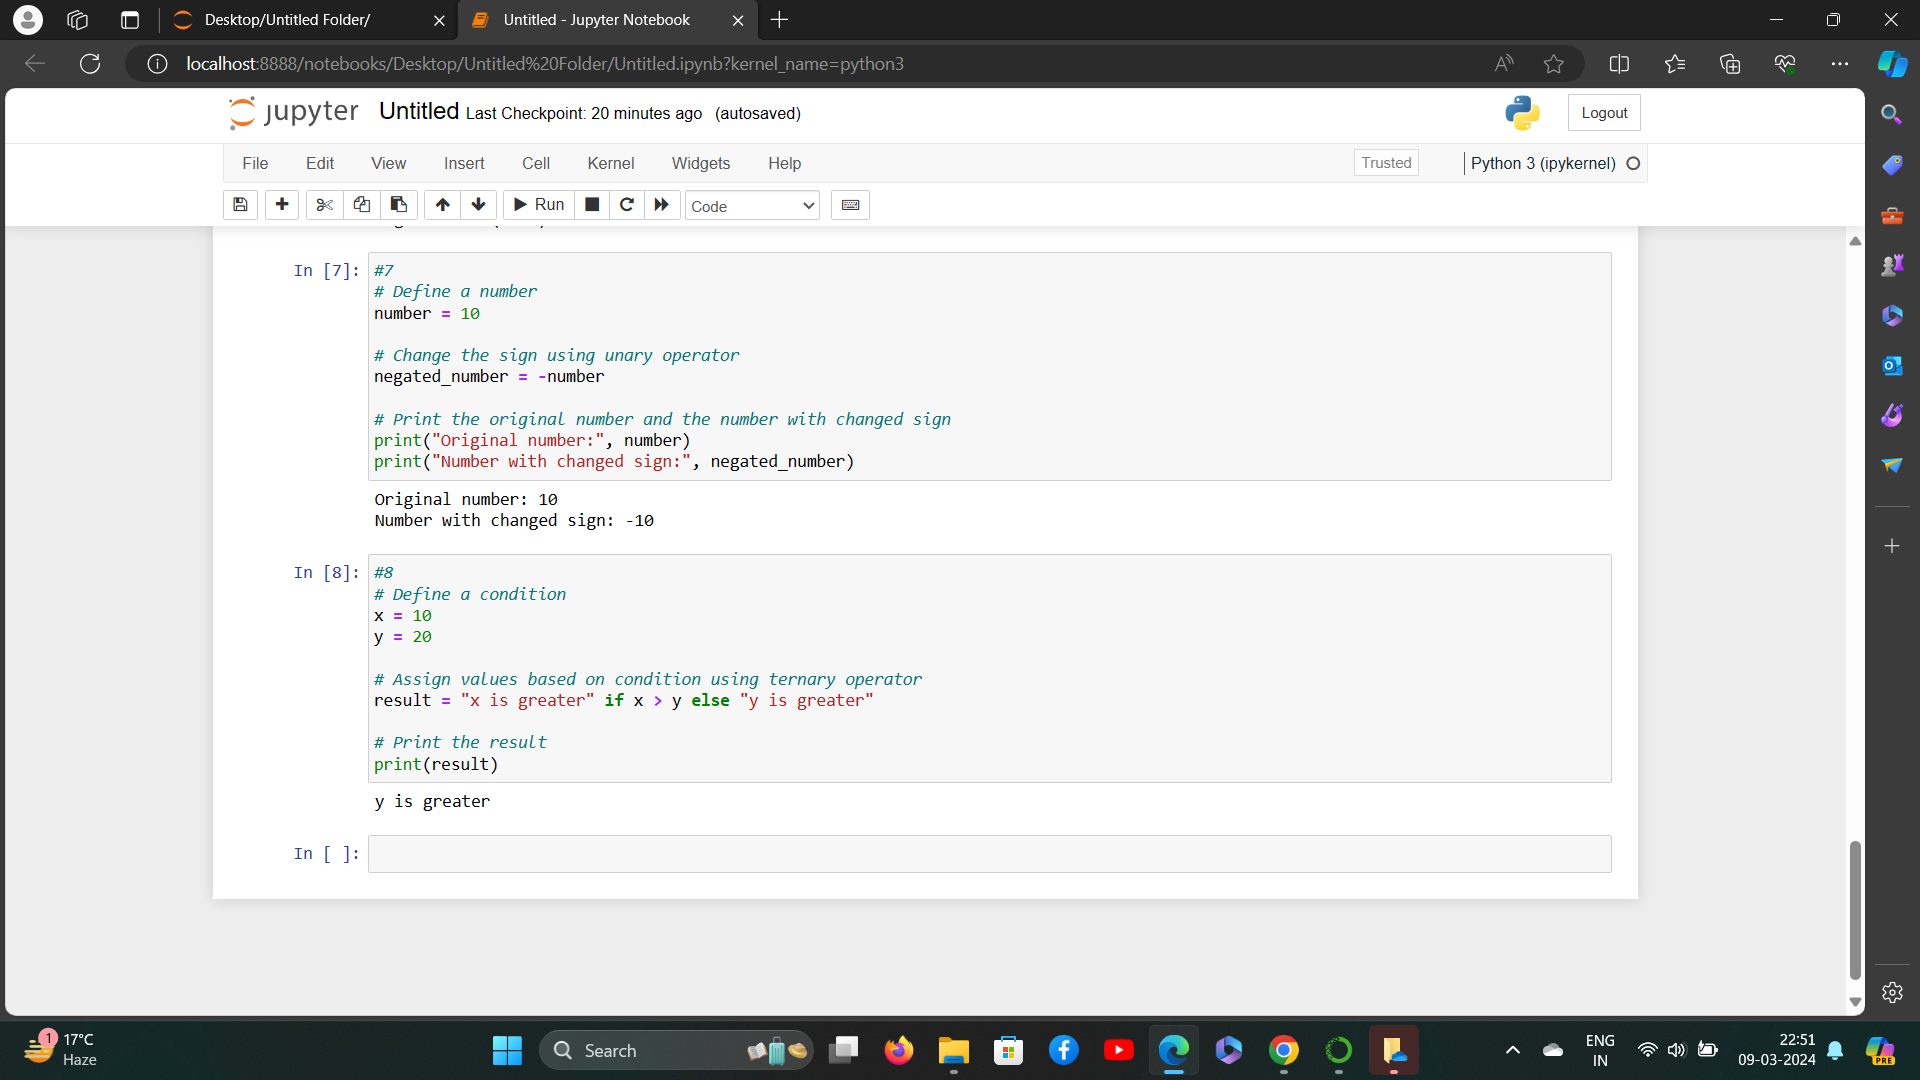 Desktop/Untitled Folder/
Untitled - Jupyter Notebook
localhost:8888/notebooks/Desktop/Untitled%20Folder/Untitled.ipynb?kernel_name=python3
jupyter Untitled Last Checkpoint: 20 minutes ago (autosaved)
Logout
File Edit View Insert Cell Kernel Widgets Help
Trusted
Python 3 (ipykernel)
Run
Code
In [7]:
#7
# Define a number
number = 10
# Change the sign using unary operator
negated_number = -number
# Print the original number and the number with changed sign
print("Original number:", number)
print("Number with changed sign:", negated_number)
Original number: 10
Number with changed sign: -10
In [8]:
#8
# Define a condition
x = 10
y = 20
# Assign values based on condition using ternary operator
result = "x is greater" if x > y else "y is greater"
# Print the result
print(result)
y is greater
In [ ]:
1
17°C
Haze
Search
ENG
IN
22:51
09-03-2024
PRE